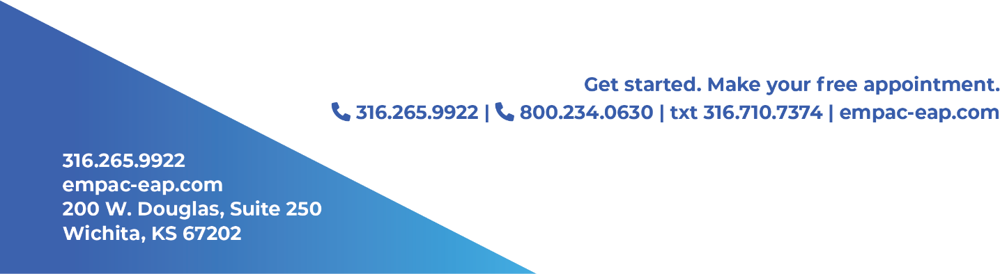 Get started. Make your free appointment.
316.265.9922 | 800.234.0630 | txt 316.710.7374 | empac-eap.com
316.265.9922
empac-eap.com
200 W. Douglas, Suite 250
Wichita, KS 67202